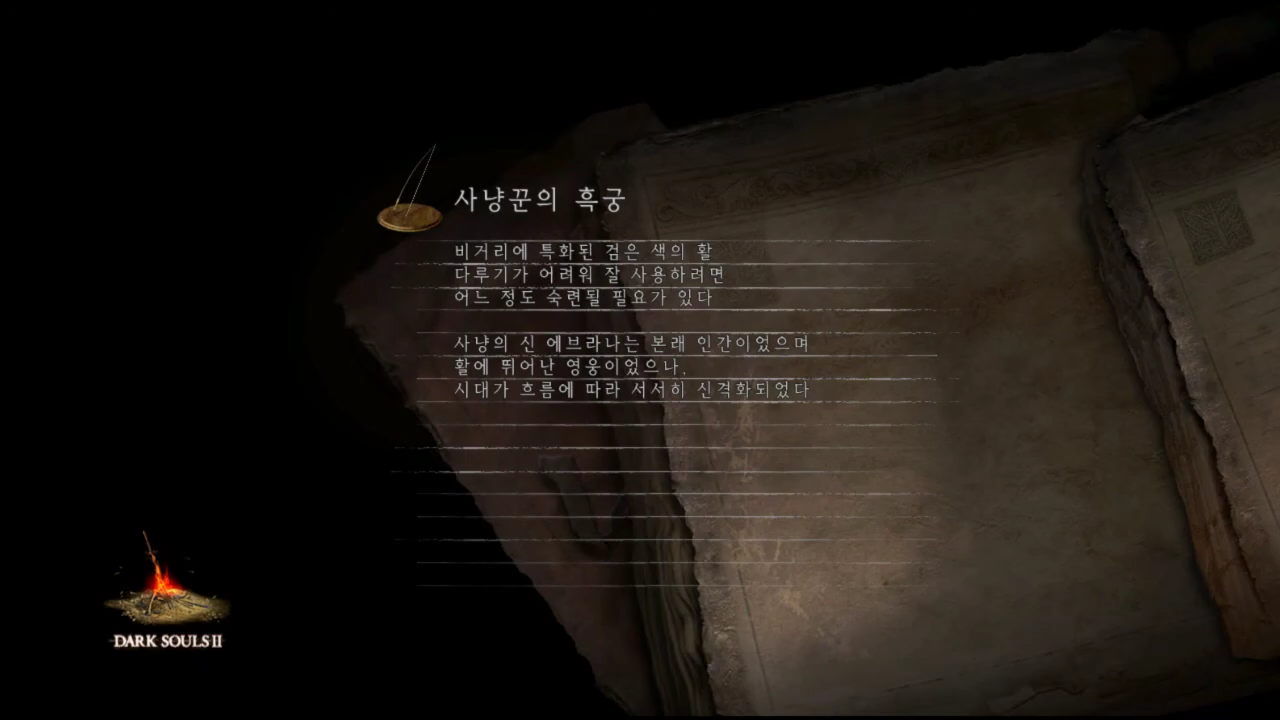 사냥꾼의 흑궁
비거리에 특화된 검은 색의 활
다루기가 어려워 잘 사용하려면
어느 정도 숙련될 필요가 있다
사냥의 신 에브라나는 본래 인간이었으며
활에 뛰어난 영웅이었으나,
시대가 흐름에 따라 서서히 신격화되었다
DARK SOULS II